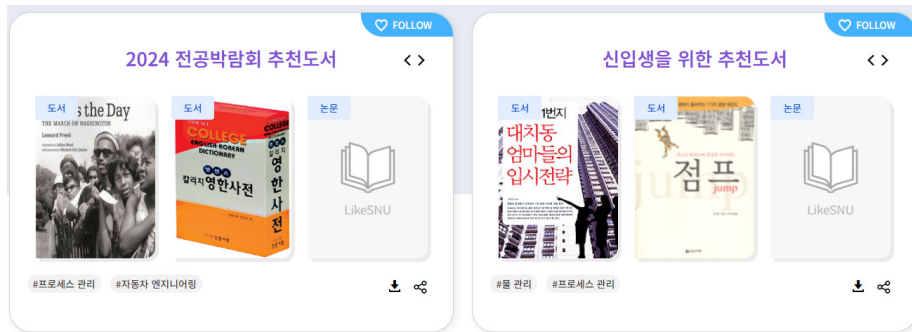 FOLLOW
2024 전공박람회 추천도서
< >
도서
s the Day
THE MARCH ON WASHINGTON
Leonard Freed
도서
COLLEGE
ENGLISH-KOREAN
DICTIONARY
칼리지 영한사전
영한사전
논문
LikeSNU
#프로세스 관리
#자동차 엔지니어링
FOLLOW
신입생을 위한 추천도서
< >
도서
1번지
대치동
엄마들의
입시전략
도서
점프
jump
논문
LikeSNU
#물 관리
#프로세스 관리